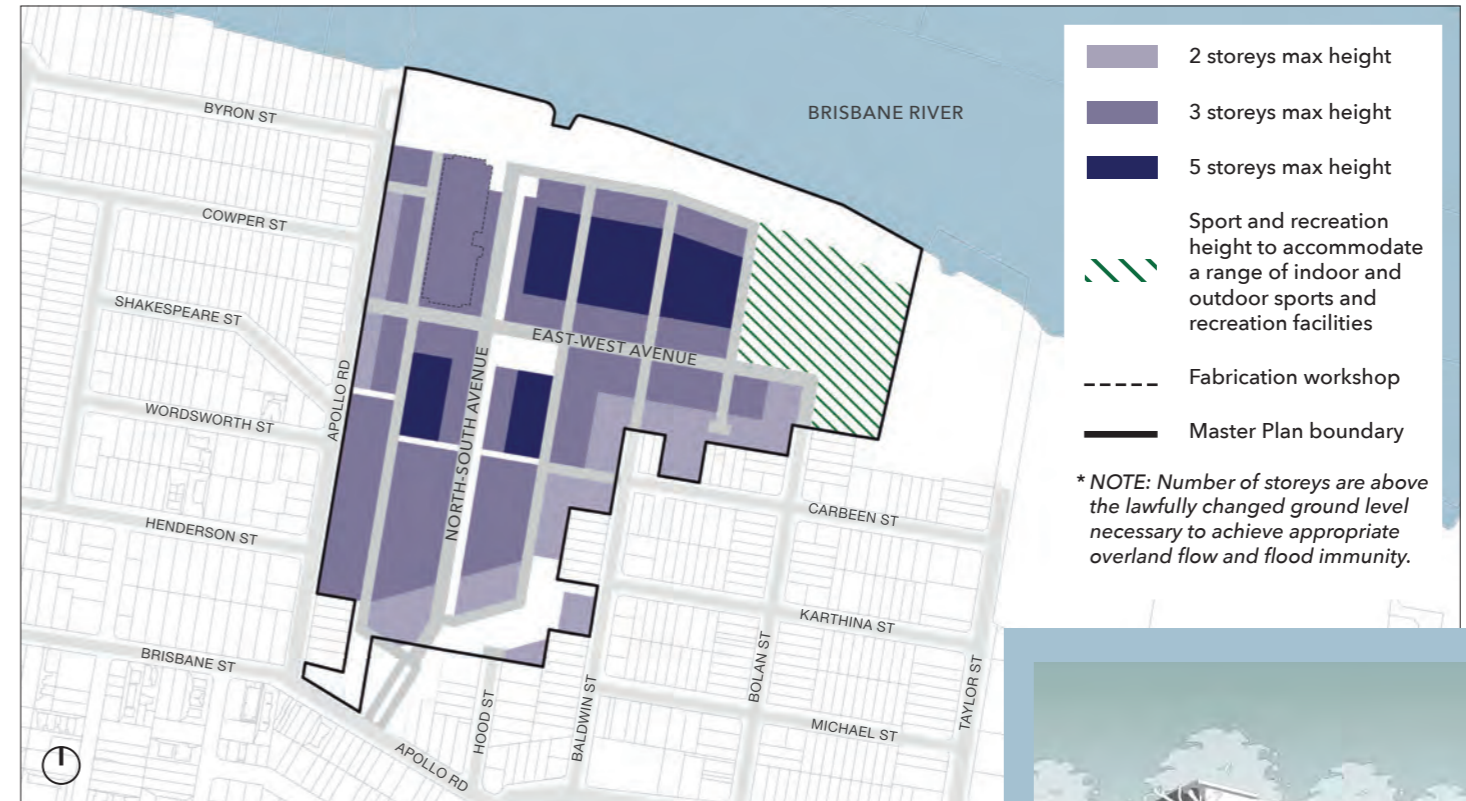 BRISBANE RIVER
BYRON ST
COWPER ST
SHAKESPEARE ST
WORDSWORTH ST
HENDERSON ST
BRISBANE ST
APOLLO RD
NORTH-SOUTH AVENUE
EAST-WEST AVENUE
CARBEEN ST
KARTHINA ST
MICHAEL ST
BOLAN ST
TAYLOR ST
BALDWIN ST
HOOD ST
APOLLO RD
2 storeys max height
3 storeys max height
5 storeys max height
Sport and recreation
height to accommodate
a range of indoor and
outdoor sports and
recreation facilities
Fabrication workshop
Master Plan boundary
* NOTE: Number of storeys are above
the lawfully changed ground level
necessary to achieve appropriate
overland flow and flood immunity.